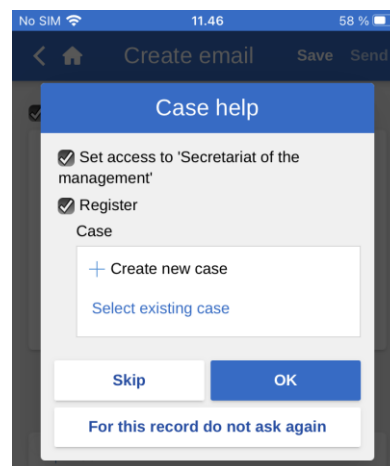 No SIM 11.46 58 %
Create email Save Send
Case help
Set access to 'Secretariat of the
management'
Register
Case
Create new case
Select existing case
Skip OK
For this record do not ask again